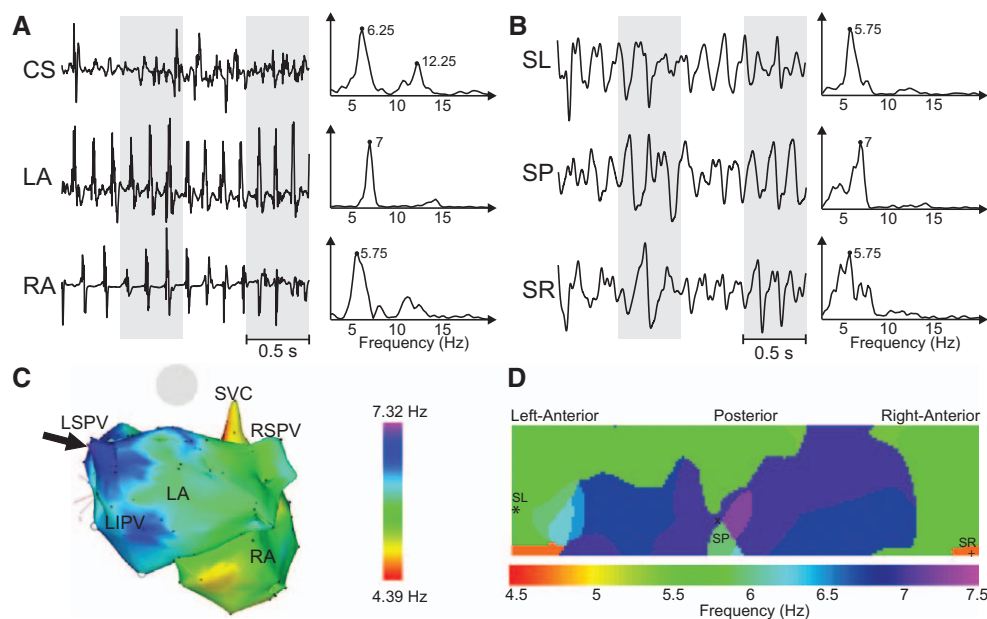 A
CS
6.25
12.25
5 10 15
LA
7
5 10 15
RA
5.75
5 10 15
0.5 s
Frequency (Hz)
B
SL
5.75
5 10 15
SP
7
5 10 15
SR
5.75
5 10 15
0.5 s
Frequency (Hz)
C
SVC
LSPV
RSPV
LA
LIPV
RA
7.32 Hz
4.39 Hz
D
Left-Anterior Posterior Right-Anterior
SL
*
SP
×
SR
+
4.5 5 5.5 6 6.5 7 7.5
Frequency (Hz)